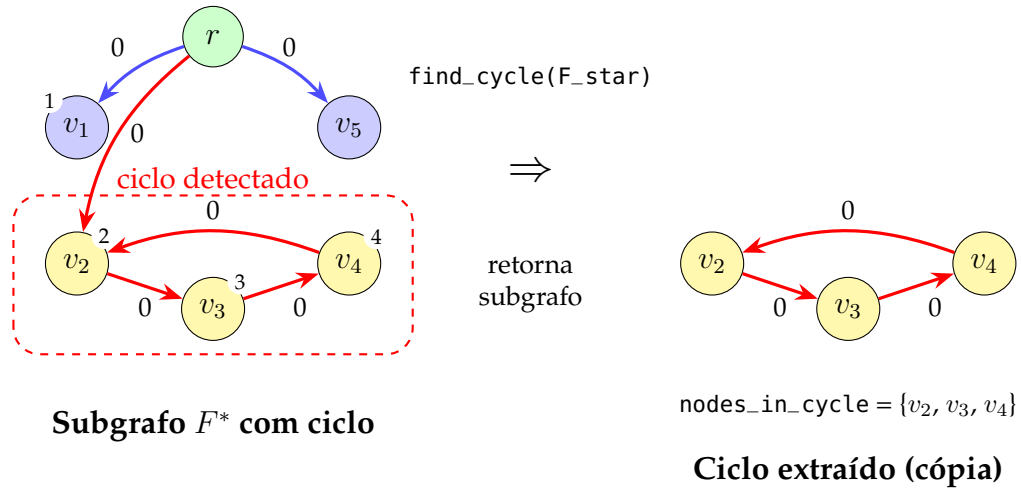 r
0
0
find_cycle(F_star)
1
v₁
0
v₅
⇒
ciclo detectado
0
0
2
4
v₂
v₄
3
v₃
0
0
retorna
subgrafo
v₂
v₄
v₃
0
0
nodes_in_cycle = {v₂, v₃, v₄}
Subgrafo F* com ciclo
Ciclo extraído (cópia)